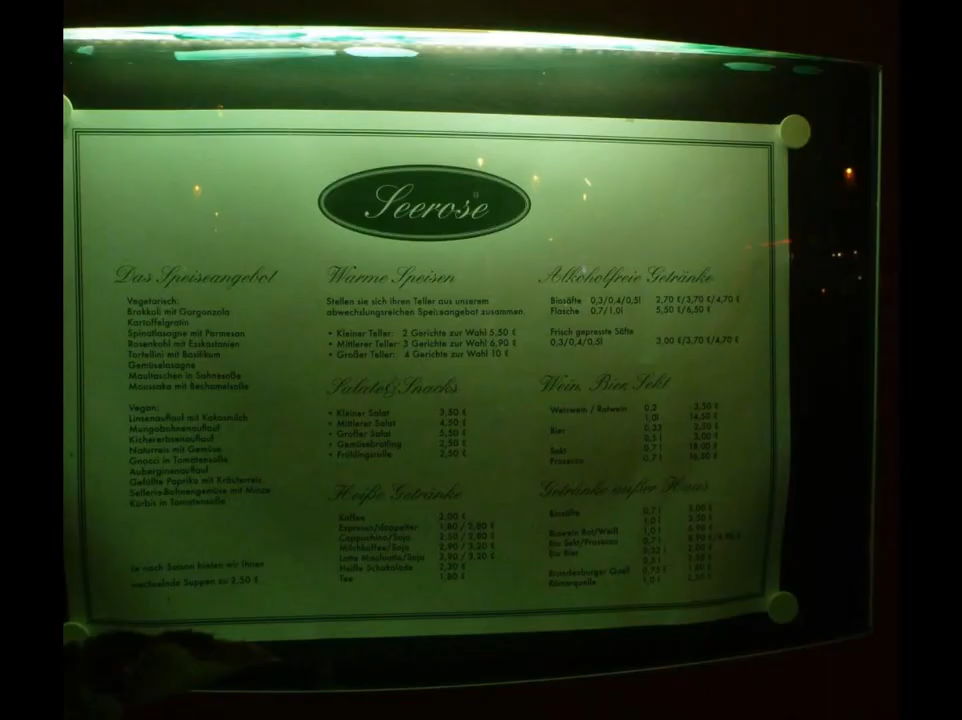 Seerose
Das Speiseangebot
Vegetarisch:
Brokkoli mit Gorgonzola
Kartoffelgratin
Spinatlasagne mit Parmesan
Rosenkohl mit Esskastanien
Tortellini mit Basilikum
Gemüselasagne
Maultaschen in Sahnesoße
Moussaka mit Bechamelsoße
Vegan:
Linsenauflauf mit Kokosmilch
Mungobohnenauflauf
Kichererbsenauflauf
Naturreis mit Gemüse
Gnocci in Tomatensoße
Auberginenauflauf
Gefüllte Paprika mit Kräuterreis
Sellerie-Bohnengemüse mit Minze
Kürbis in Tomatensoße
Je nach Saison bieten wir Ihnen
wechselnde Suppen zu 2,50 €
Warme Speisen
Stellen sie sich ihren Teller aus unserem
abwechslungsreichen Speiseangebot zusammen.
• Kleiner Teller: 2 Gerichte zur Wahl 5,50 €
• Mittlerer Teller: 3 Gerichte zur Wahl 6,90 €
• Großer Teller: 4 Gerichte zur Wahl 10 €
Salate & Snacks
• Kleiner Salat 3,50 €
• Mittlerer Salat 4,50 €
• Großer Salat 5,50 €
• Gemüsebratling 2,50 €
• Frühlingsrolle 2,50 €
Heiße Getränke
Kaffee 2,00 €
Espresso/doppelter 1,80 / 2,80 €
Cappuchino/Soja 2,50 / 2,80 €
Milchkaffee/Soja 2,90 / 3,20 €
Latte Macchiato/Soja 2,90 / 3,20 €
Heiße Schokolade 2,30 €
Tee 1,80 €
Alkoholfreie Getränke
Biosäfte 0,3/0,4/0,5l 2,70 €/3,70 €/4,70 €
Flasche 0,7/1,0l 5,50 €/6,50 €
Frisch gepresste Säfte
0,3/0,4/0,5l 3,00 €/3,70 €/4,70 €
Wein, Bier, Sekt
Weisswein / Rotwein 0,2 3,50 €
1,0l 14,50 €
Bier 0,33 2,50 €
0,5 l 3,00 €
Sekt 0,7 l 18,00 €
Prosecco 0,7 l 16,50 €
Getränke außer Haus
Biosäfte 0,7 l 3,00 €
1,0 l 3,50 €
Biowein Rot/Weiß 1,0 l 6,90 €
Bio Sekt/Prosecco 0,7 l
Bio Bier 0,33 l 2,00 €
0,5 l
Brandenburger Quell 0,75 l 1,80 €
Römerquelle 1,0 l